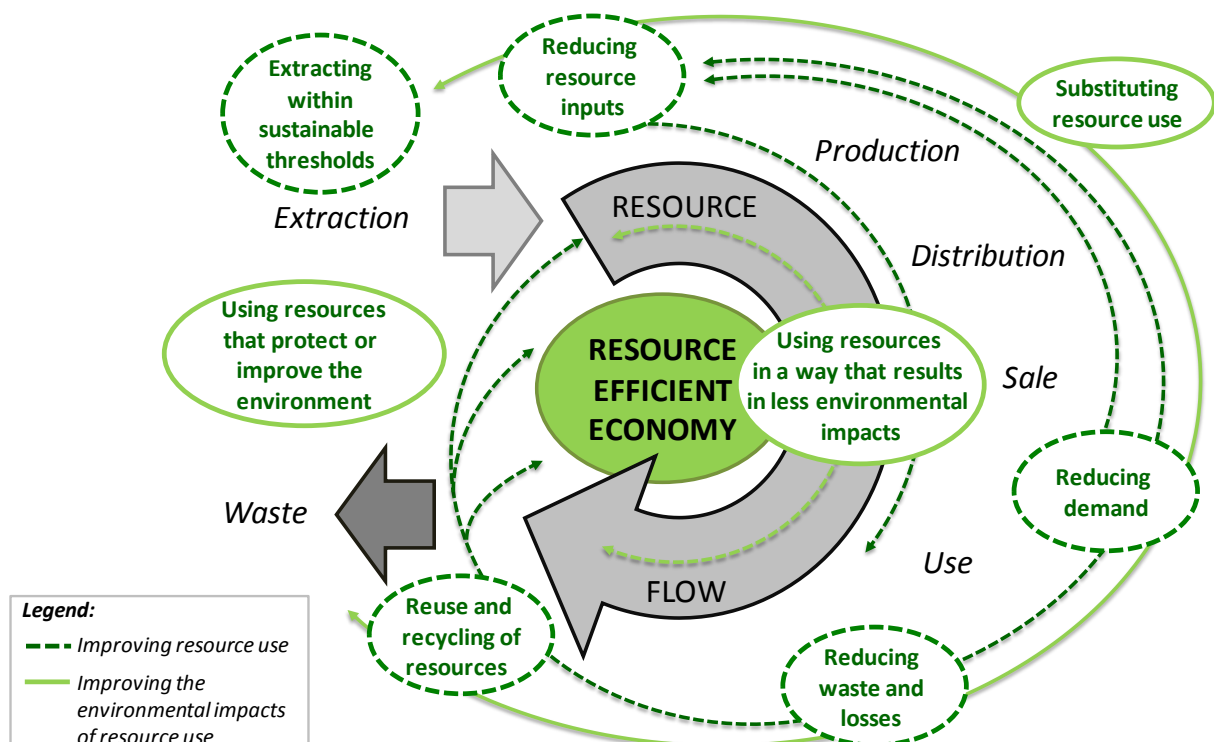 Reducing
resource
inputs
Extracting
within
sustainable
thresholds
Substituting
resource use
Production
Extraction
RESOURCE
Distribution
Using resources
that protect or
improve the
environment
RESOURCE
EFFICIENT
ECONOMY
Using resources
in a way that results
in less environmental
impacts
Sale
Reducing
demand
Waste
Use
FLOW
Reuse and
recycling of
resources
Reducing
waste and
losses
Legend:
Improving resource use
Improving the
environmental impacts
of resource use